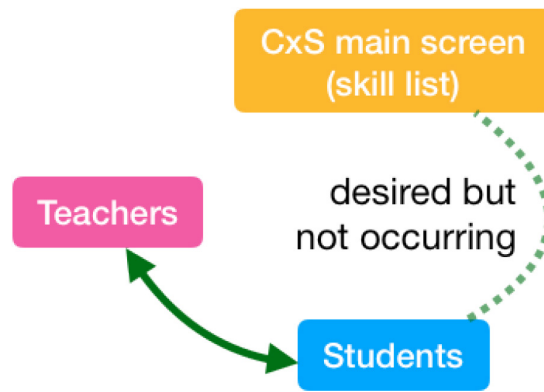 CxS main screen
(skill list)
desired but
not occurring
Teachers
Students